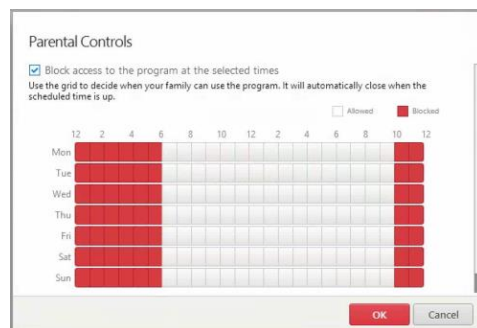 Parental Controls
Block access to the program at the selected times
Use the grid to decide when your family can use the program. It will automatically close when the
scheduled time is up.
Allowed Blocked
12 2 4 6 8 10 12 2 4 6 8 10 12
Mon
Tue
Wed
Thu
Fri
Sat
Sun
OK Cancel